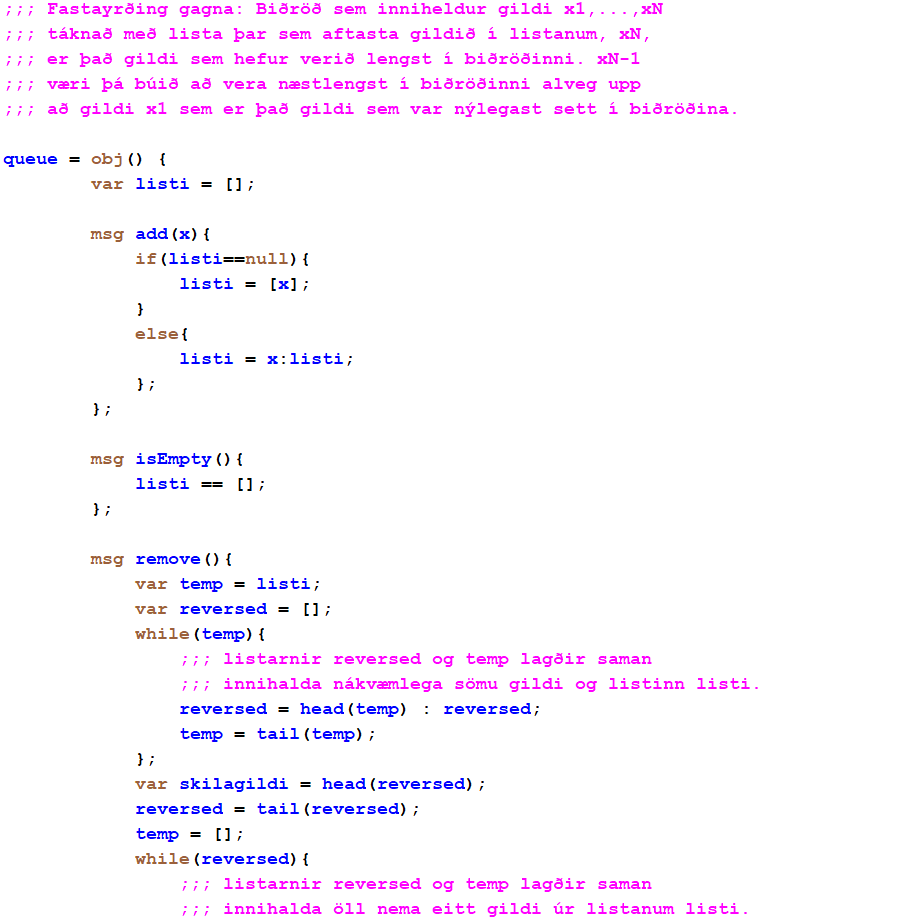 ;;; Fastayrðing gagna: Biðröð sem inniheldur gildi x1,...,xN
;;; táknað með lista þar sem aftasta gildið í listanum, xN,
;;; er það gildi sem hefur verið lengst í biðröðinni. xN-1
;;; væri þá búið að vera næstlengst í biðröðinni alveg upp
;;; að gildi x1 sem er það gildi sem var nýlegast sett í biðröðina.

queue = obj() {
        var listi = [];

        msg add(x){
            if(listi==null){
                listi = [x];
            }
            else{
                listi = x:listi;
            };
        };

        msg isEmpty(){
            listi == [];
        };

        msg remove(){
            var temp = listi;
            var reversed = [];
            while(temp){
                ;;; listarnir reversed og temp lagðir saman
                ;;; innihalda nákvæmlega sömu gildi og listinn listi.
                reversed = head(temp) : reversed;
                temp = tail(temp);
            };
            var skilagildi = head(reversed);
            reversed = tail(reversed);
            temp = [];
            while(reversed){
                ;;; listarnir reversed og temp lagðir saman
                ;;; innihalda öll nema eitt gildi úr listanum listi.